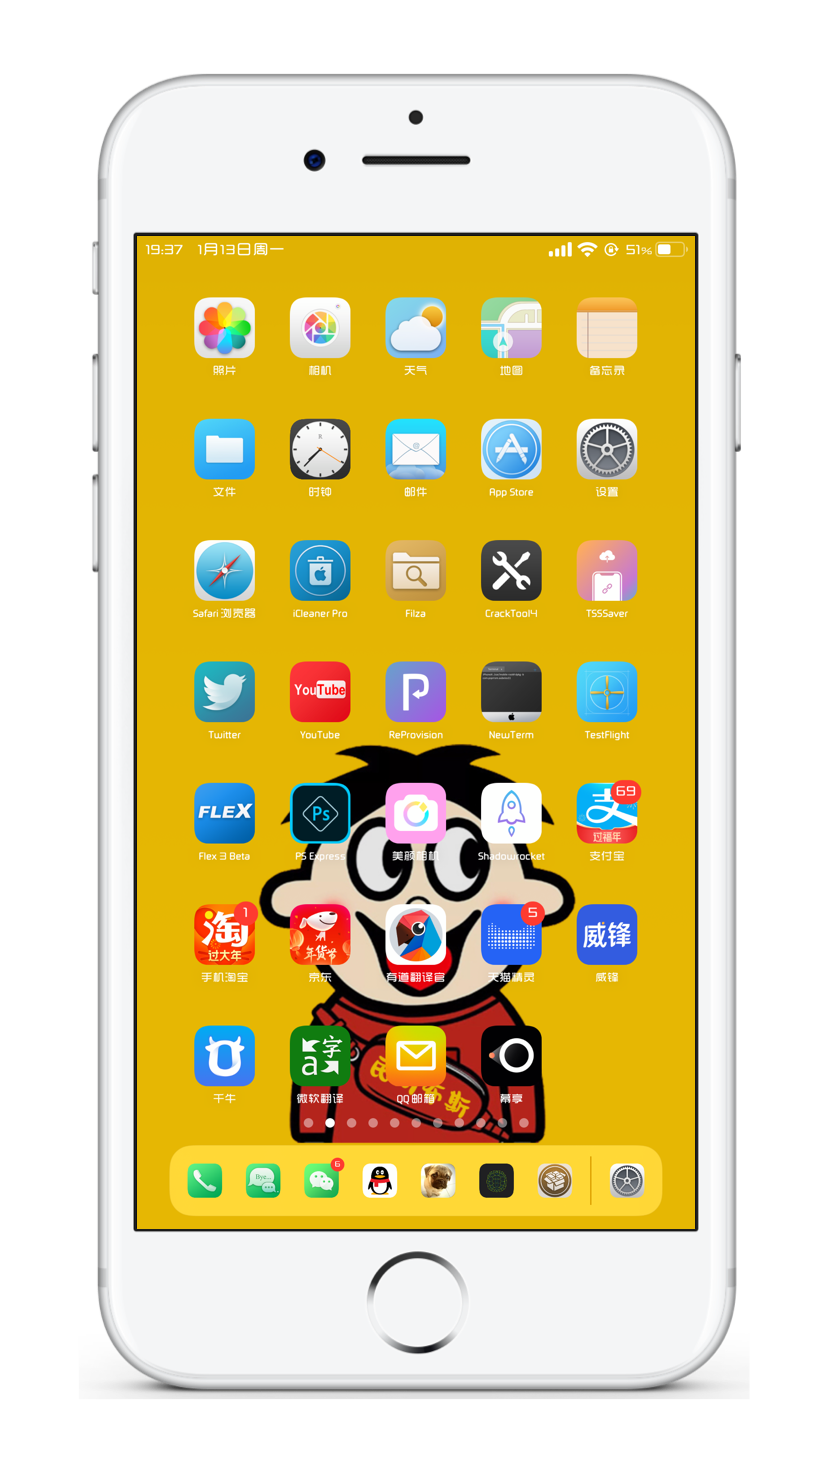 19:37 1月13日周一 51%
照片 相机 天气 地图 备忘录
文件 时钟 邮件 App Store 设置
Safari 浏览器 iCleaner Pro Filza CrackTool4 TSSSaver
YouTube
Twitter YouTube ReProvision NewTerm TestFlight
FLEX Ps 支 69
过福年
Flex 3 Beta PS Express 美颜相机 Shadowrocket 支付宝
淘 1 5 威锋
过大年 年货节
手机淘宝 京东 有道翻译官 天猫精灵 威锋
字
a
千牛 微软翻译 QQ邮箱 幕享
斯
Bye... 6